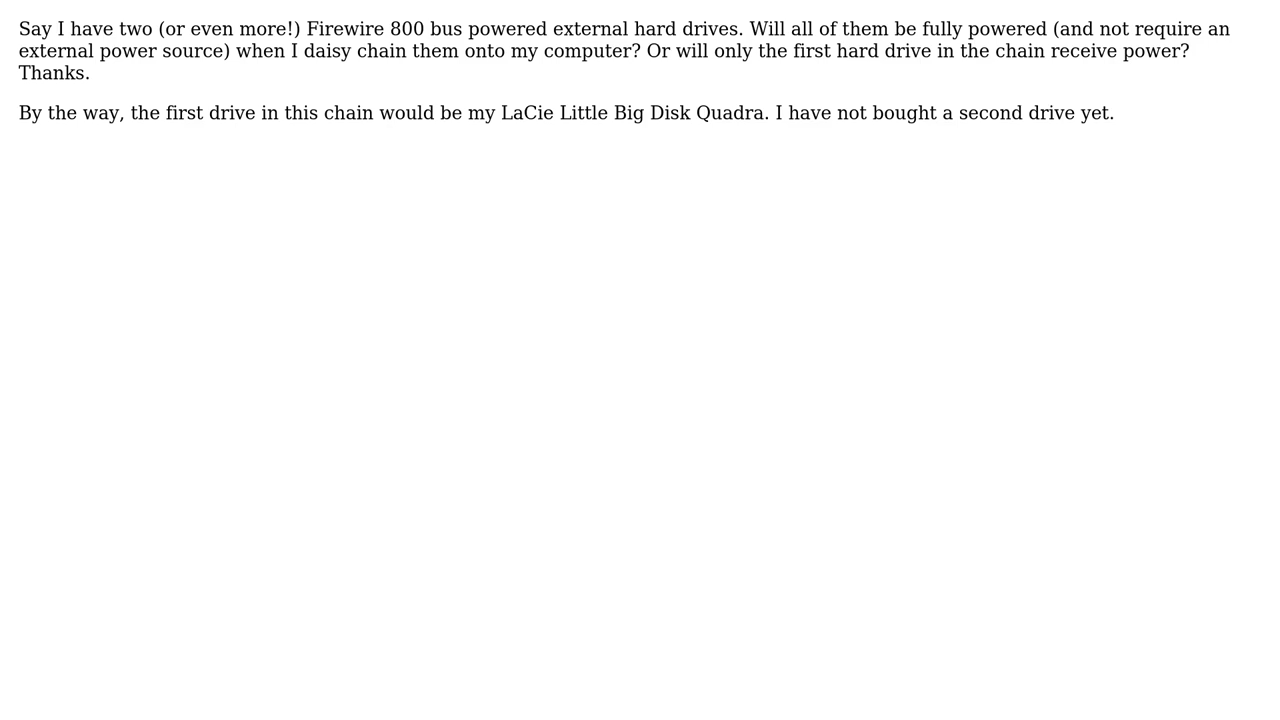 Say I have two (or even more!) Firewire 800 bus powered external hard drives. Will all of them be fully powered (and not require an
external power source) when I daisy chain them onto my computer? Or will only the first hard drive in the chain receive power?
Thanks.
By the way, the first drive in this chain would be my LaCie Little Big Disk Quadra. I have not bought a second drive yet.